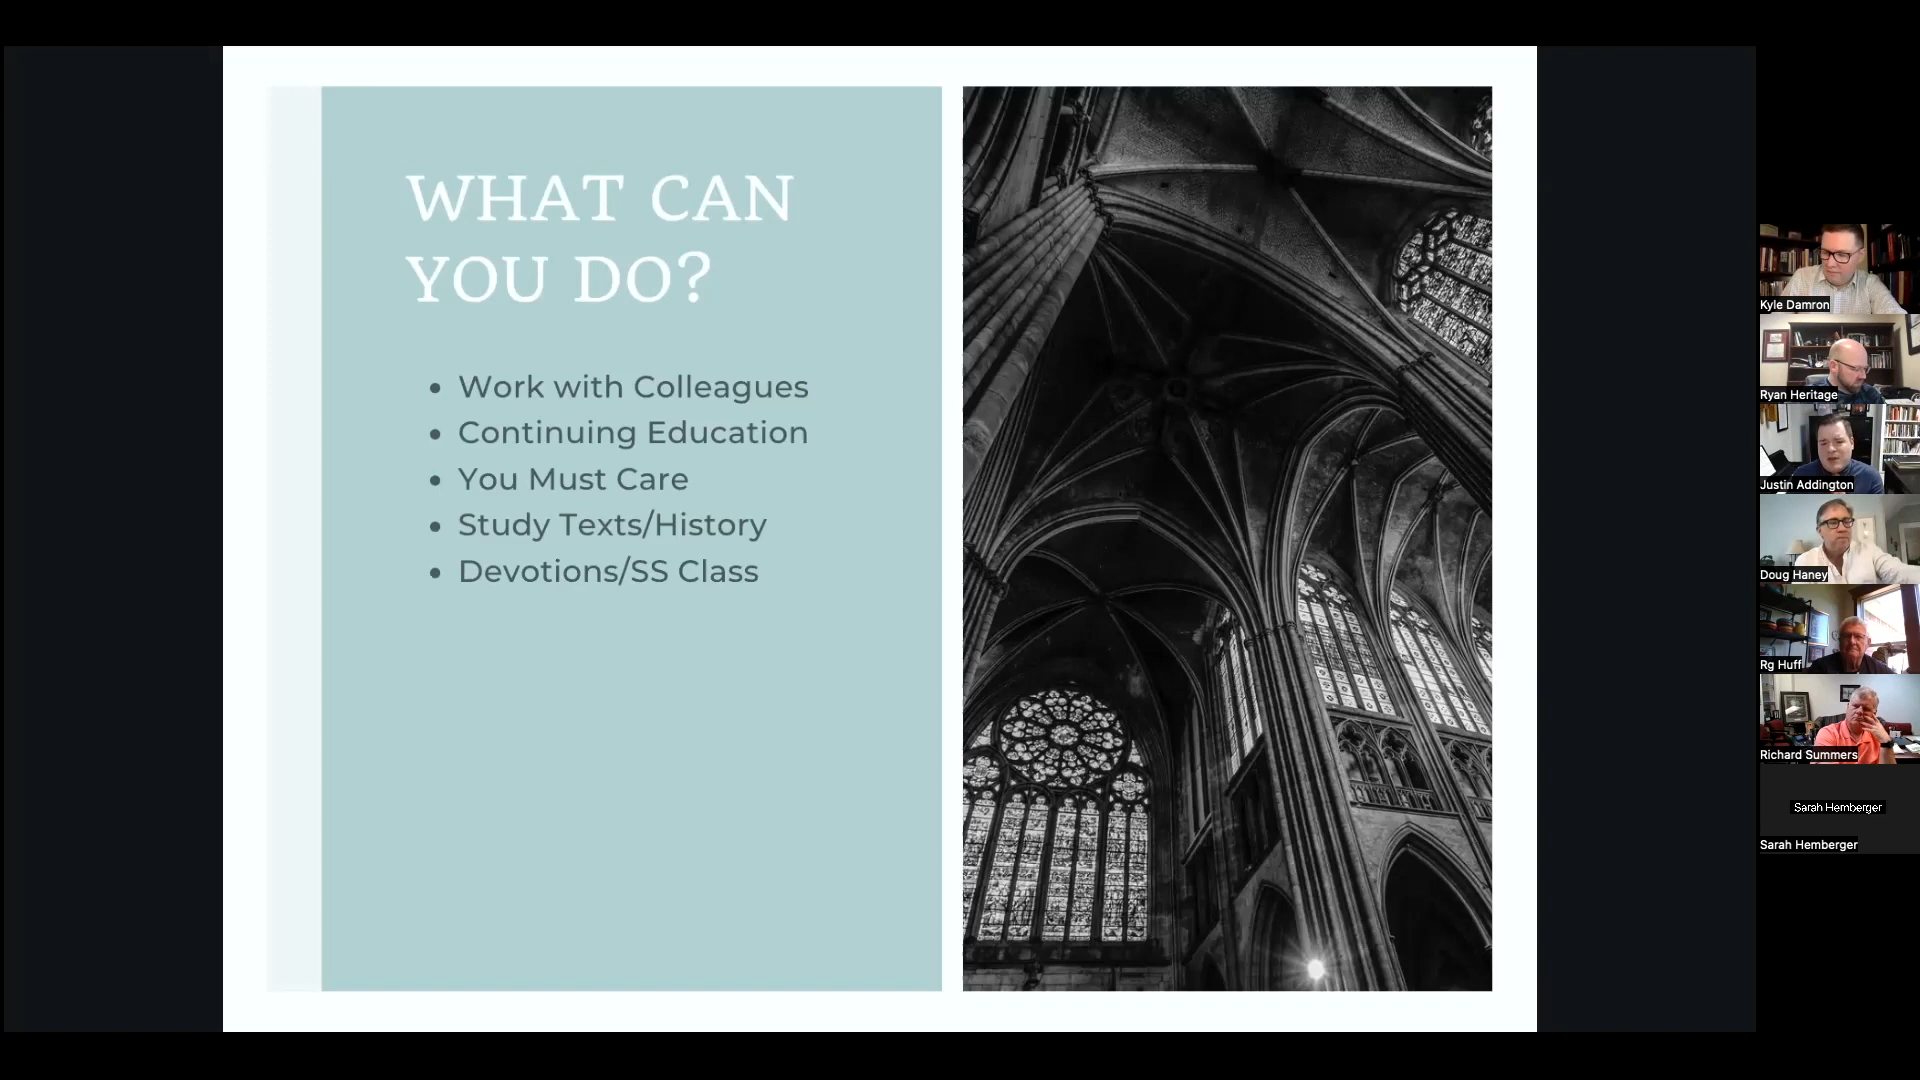 WHAT CAN
YOU DO?
Work with Colleagues
Continuing Education
You Must Care
Study Texts/History
Devotions/SS Class
Kyle Damron
Ryan Heritage
Justin Addington
Doug Haney
Rg Huff
Richard Summers
Sarah Hemberger
Sarah Hemberger